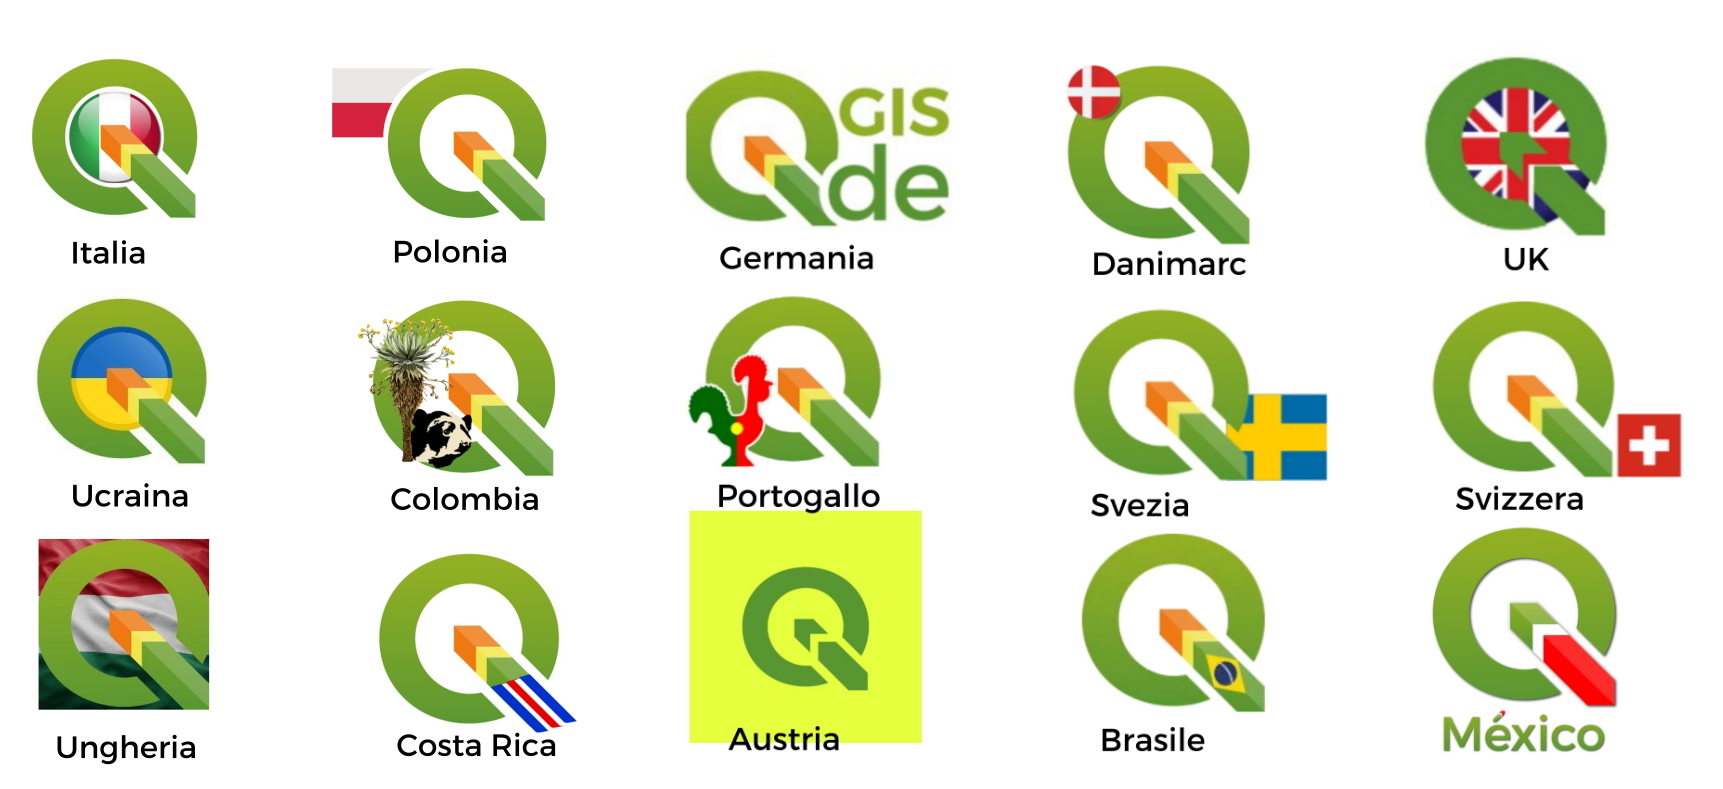 GIS
de
Italia
Polonia
Germania
Danimarc
UK
Ucraina
Colombia
Portogallo
Svezia
Svizzera
México
Ungheria
Costa Rica
Austria
Brasile